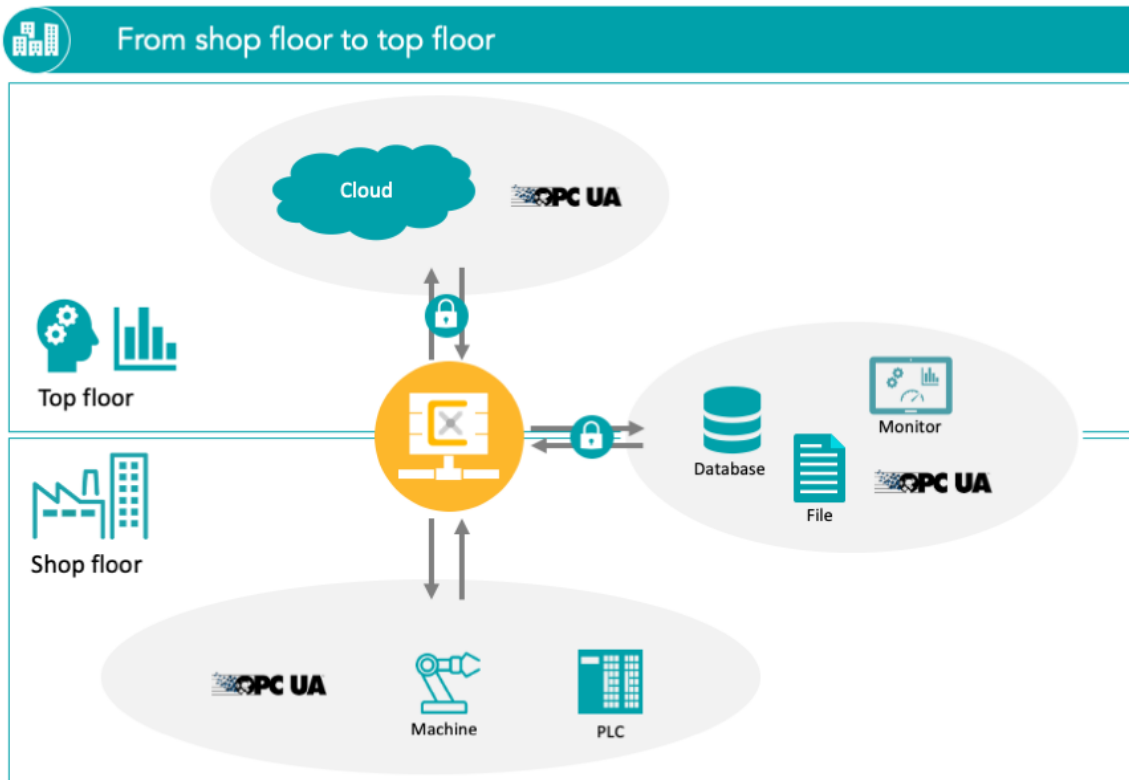 From shop floor to top floor
Cloud
OPC UA
Top floor
Monitor
Database
OPC UA
File
Shop floor
OPC UA
Machine
PLC